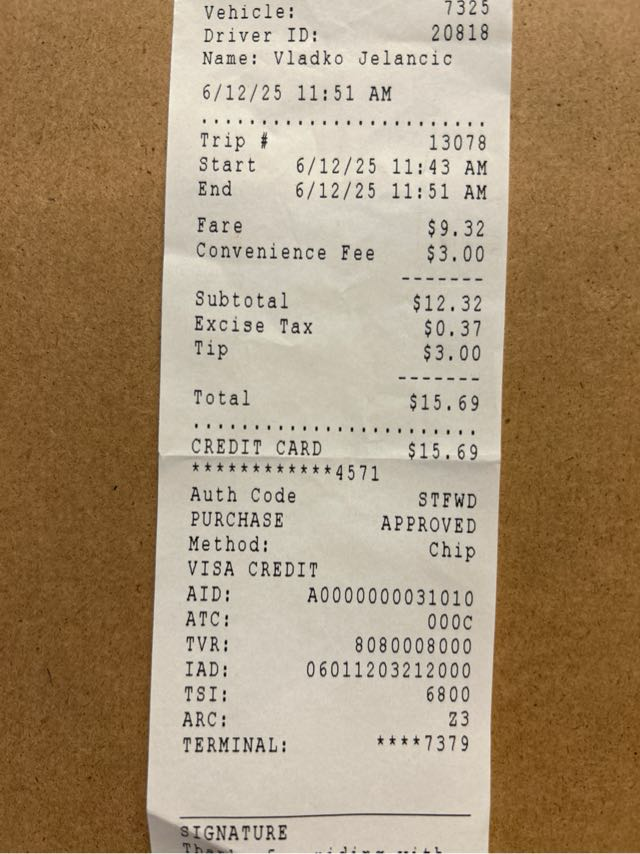 Vehicle: 7325
Driver ID: 20818
Name: Vladko Jelancic
6/12/25 11:51 AM
........................
Trip # 13078
Start 6/12/25 11:43 AM
End 6/12/25 11:51 AM
Fare $9.32
Convenience Fee $3.00
-------
Subtotal $12.32
Excise Tax $0.37
Tip $3.00
-------
Total $15.69
........................
CREDIT CARD $15.69
************4571
Auth Code STFWD
PURCHASE APPROVED
Method: Chip
VISA CREDIT
AID: A0000000031010
ATC: 000C
TVR: 8080008000
IAD: 06011203212000
TSI: 6800
ARC: Z3
TERMINAL: ****7379
SIGNATURE